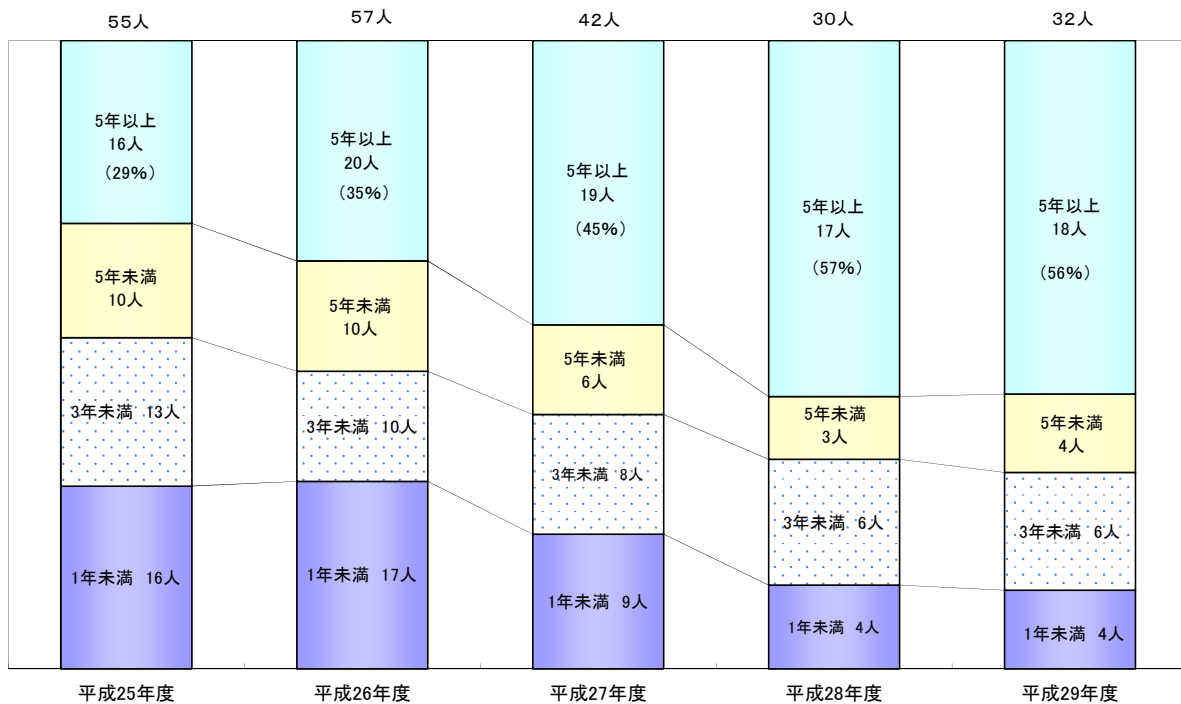 55人
57人
42人
30人
32人
5年以上
16人
(29%)
5年未満
10人
3年未満 13人
1年未満 16人
5年以上
20人
(35%)
5年未満
10人
3年未満 10人
1年未満 17人
5年以上
19人
(45%)
5年未満
6人
3年未満 8人
1年未満 9人
5年以上
17人
(57%)
5年未満
3人
3年未満 6人
1年未満 4人
5年以上
18人
(56%)
5年未満
4人
3年未満 6人
1年未満 4人
平成25年度
平成26年度
平成27年度
平成28年度
平成29年度